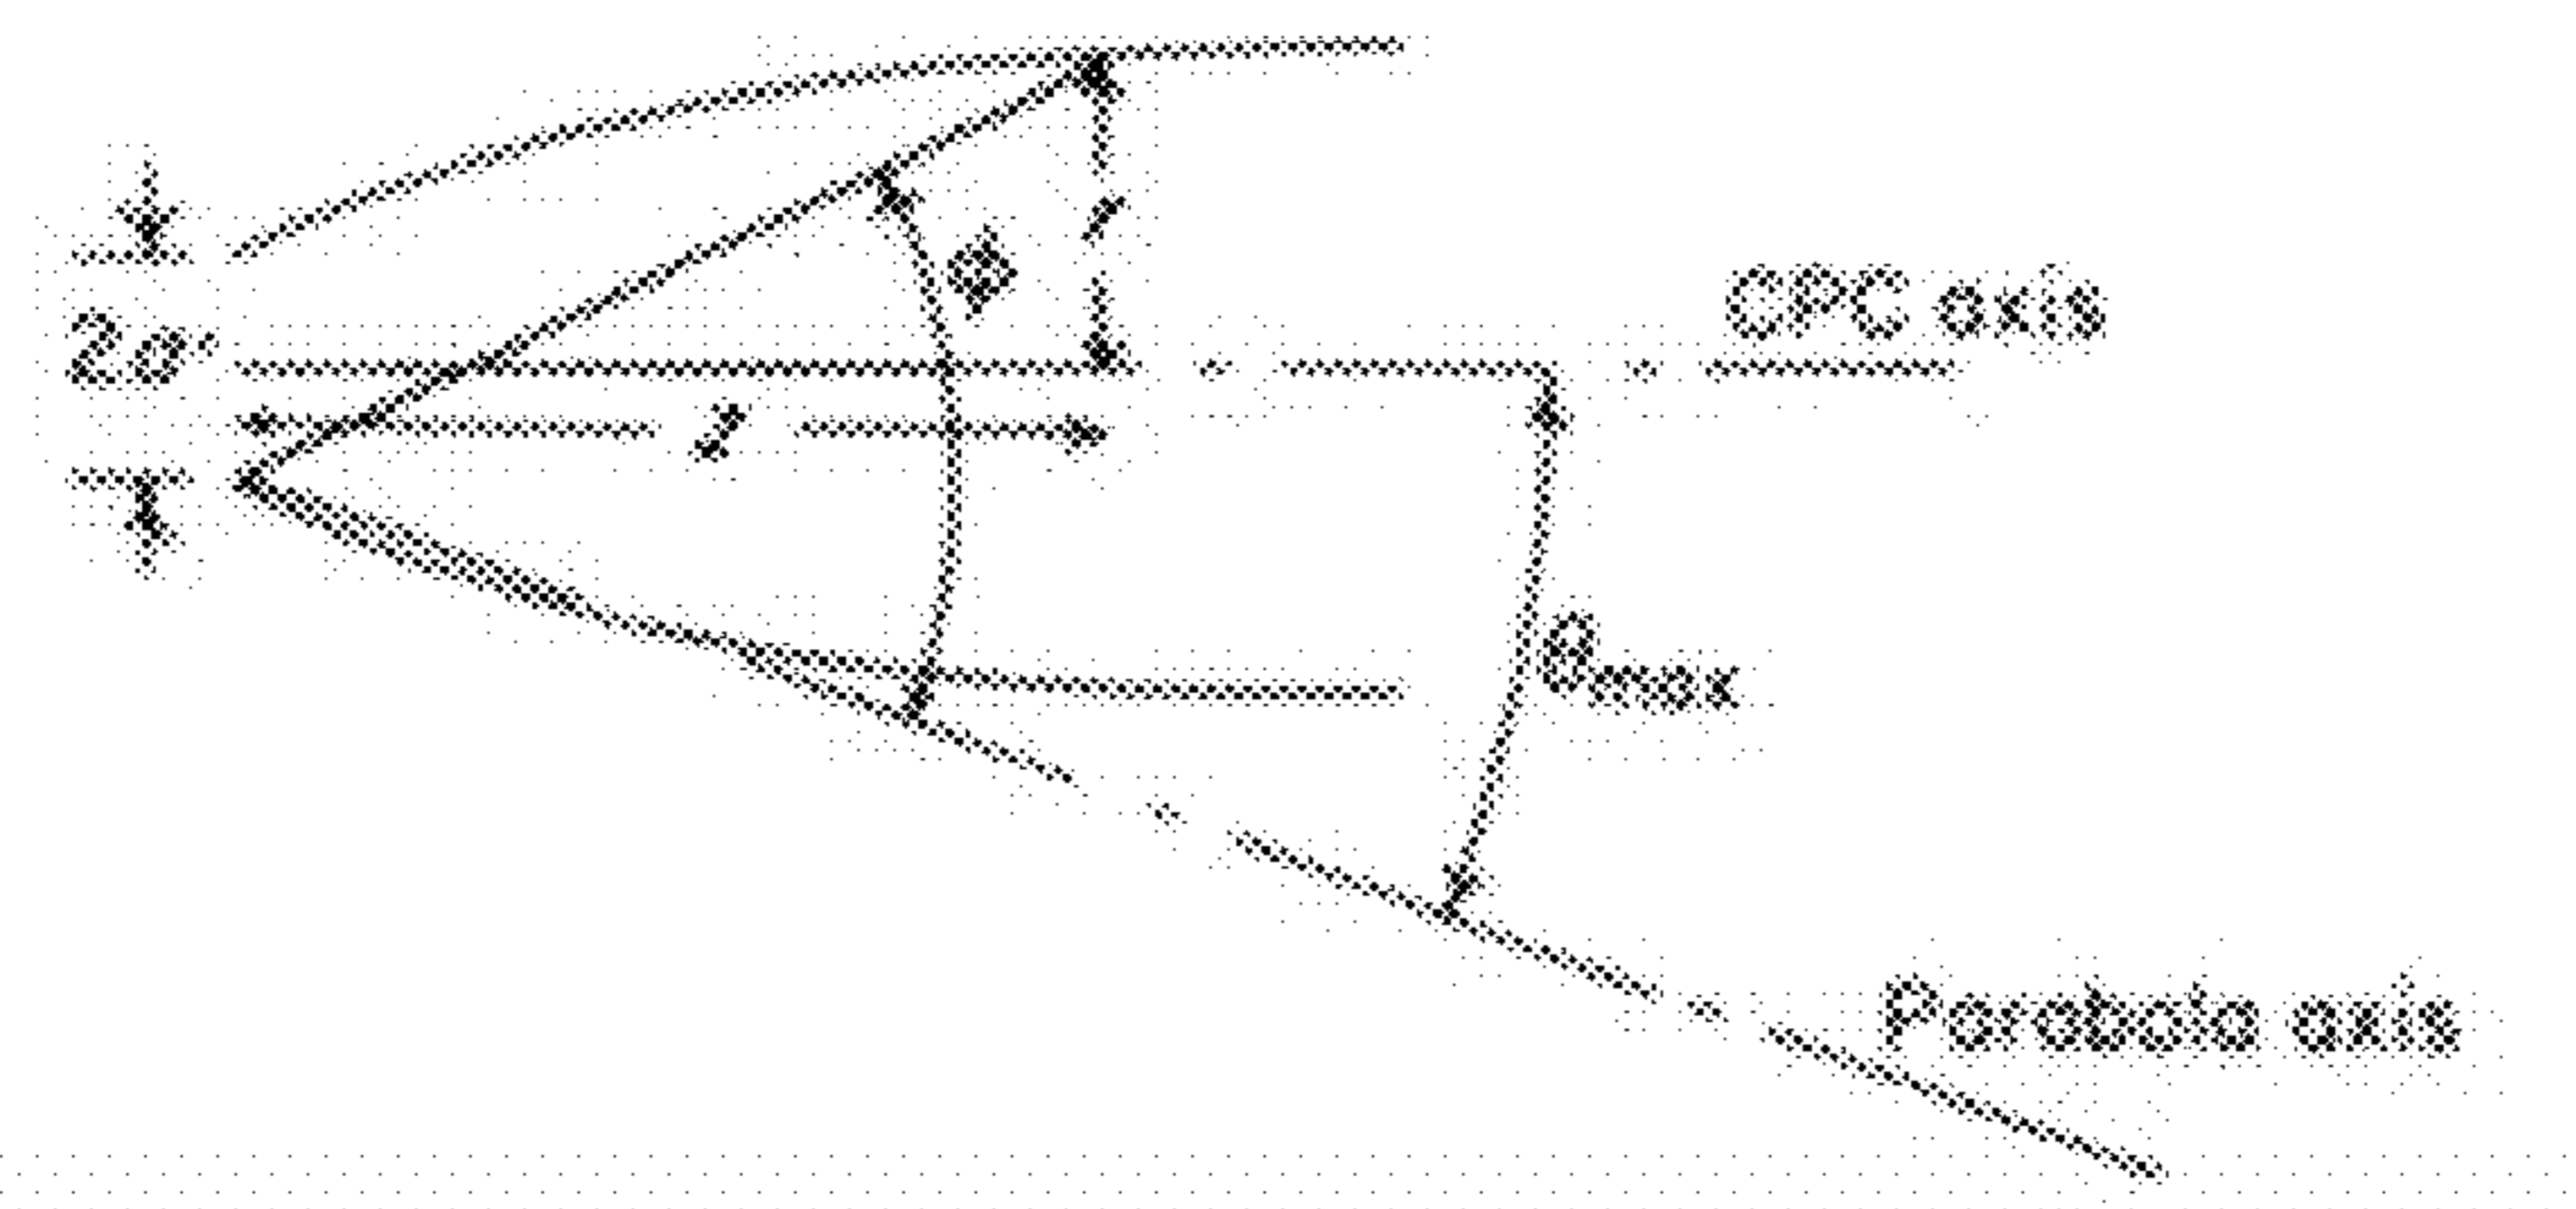 2a'
r
z
Φ
CPC axis
θmax
Parabola axis